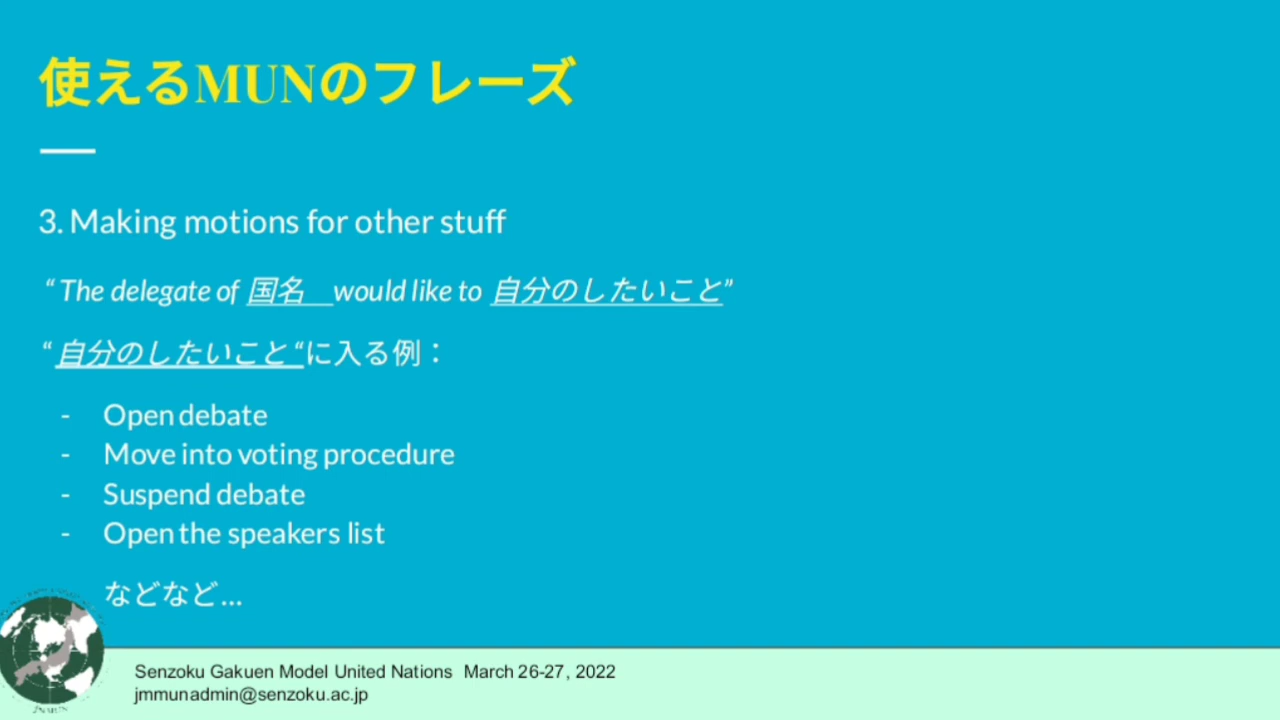 使えるMUNのフレーズ
3. Making motions for other stuff
“ The delegate of 国名　would like to 自分のしたいこと”
“ 自分のしたいこと “に入る例：
- Open debate
- Move into voting procedure
- Suspend debate
- Open the speakers list
などなど...
Senzoku Gakuen Model United Nations March 26-27, 2022
jmmunadmin@senzoku.ac.jp